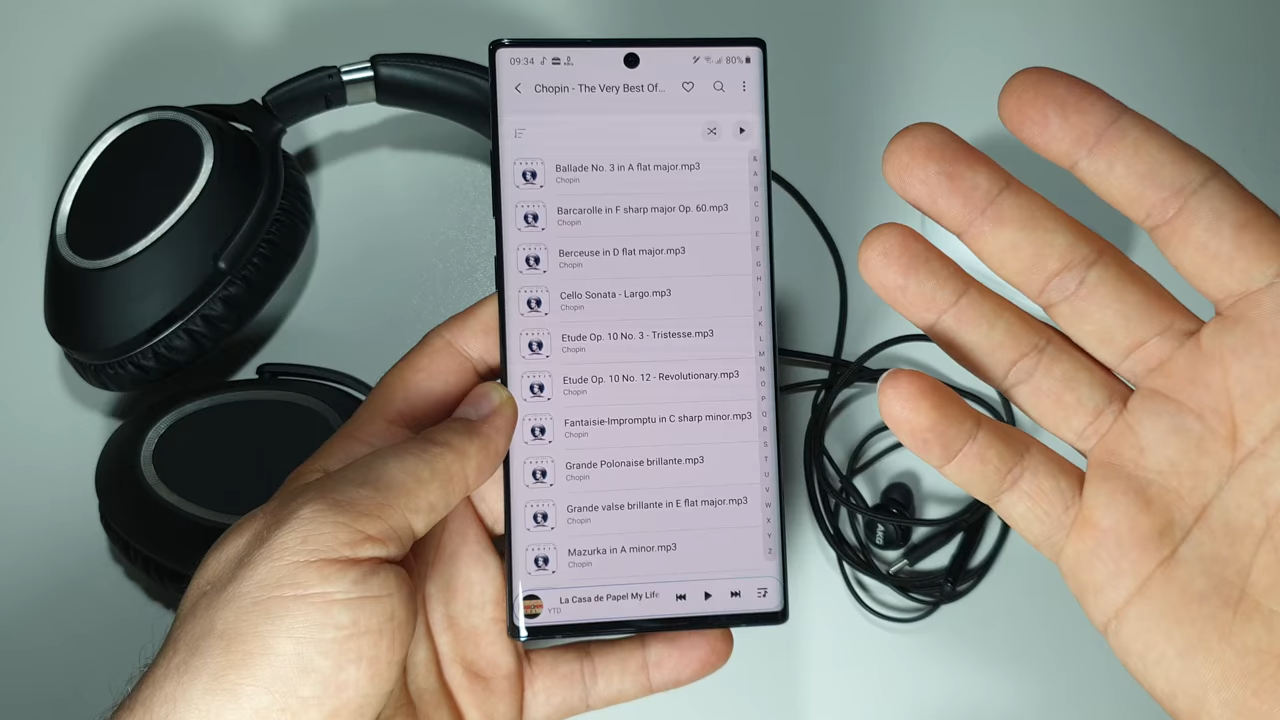 09:34
80%
Chopin - The Very Best Of...
Ballade No. 3 in A flat major.mp3
Chopin
Barcarolle in F sharp major Op. 60.mp3
Chopin
Berceuse in D flat major.mp3
Chopin
Cello Sonata - Largo.mp3
Chopin
Etude Op. 10 No. 3 - Tristesse.mp3
Chopin
Etude Op. 10 No. 12 - Revolutionary.mp3
Chopin
Fantaisie-Impromptu in C sharp minor.mp3
Chopin
Grande Polonaise brillante.mp3
Chopin
Grande valse brillante in E flat major.mp3
Chopin
Mazurka in A minor.mp3
Chopin
&
A
B
C
D
E
F
G
H
I
J
K
L
M
N
O
P
Q
R
S
T
U
V
W
X
Y
Z
La Casa de Papel My Life
YTD
AKG